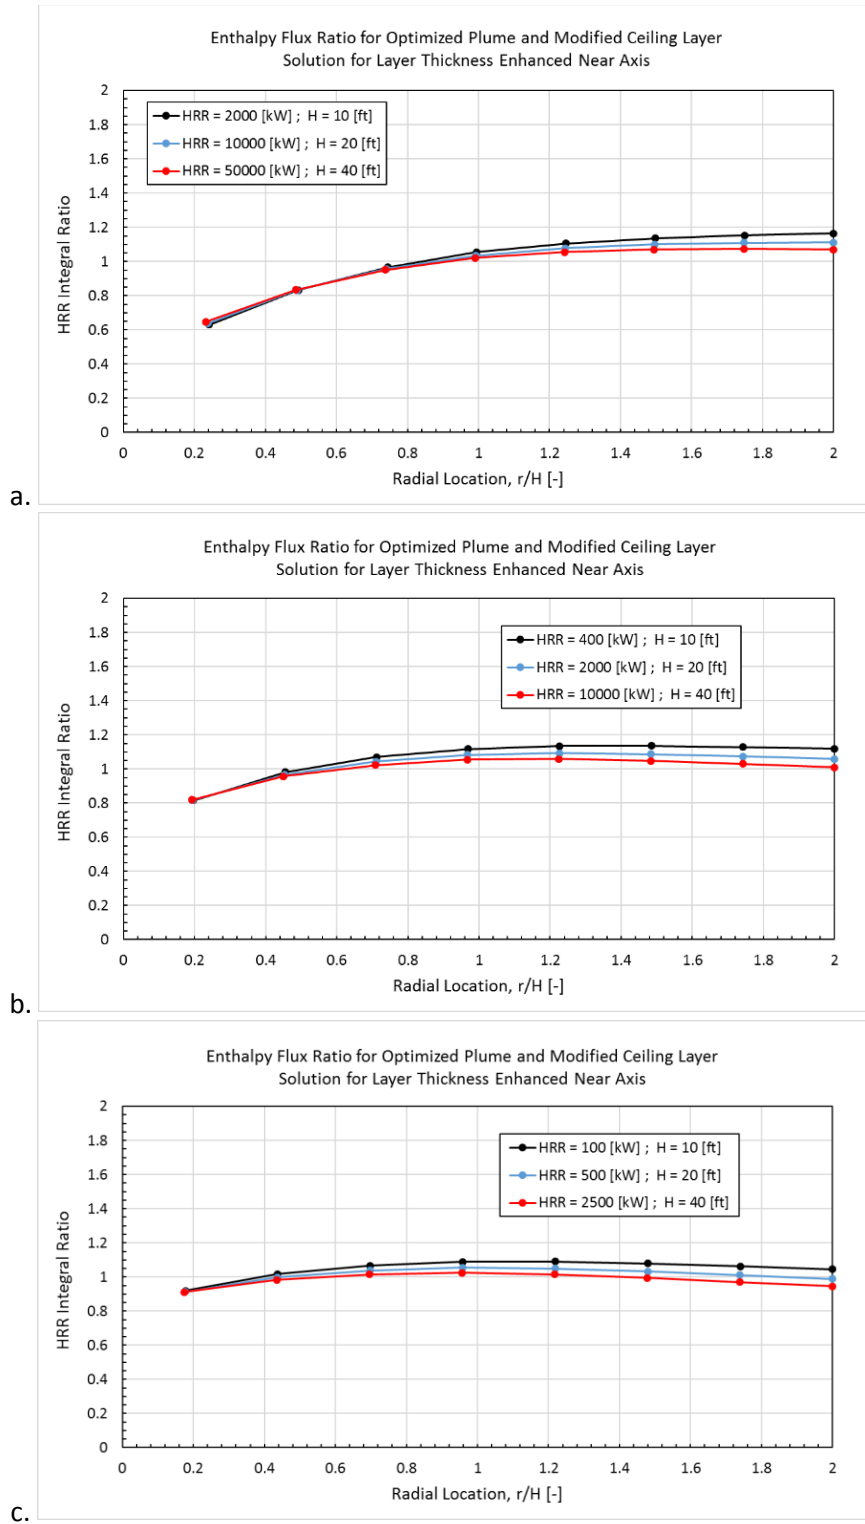 Enthalpy Flux Ratio for Optimized Plume and Modified Ceiling Layer
Solution for Layer Thickness Enhanced Near Axis
2
1.8
1.6
1.4
1.2
1
0.8
0.6
0.4
0.2
0
HRR Integral Ratio
HRR = 2000 [kW] ; H = 10 [ft]
HRR = 10000 [kW] ; H = 20 [ft]
HRR = 50000 [kW] ; H = 40 [ft]
0 0.2 0.4 0.6 0.8 1 1.2 1.4 1.6 1.8 2
Radial Location, r/H [-]
a.
Enthalpy Flux Ratio for Optimized Plume and Modified Ceiling Layer
Solution for Layer Thickness Enhanced Near Axis
2
1.8
1.6
1.4
1.2
1
0.8
0.6
0.4
0.2
0
HRR Integral Ratio
HRR = 400 [kW] ; H = 10 [ft]
HRR = 2000 [kW] ; H = 20 [ft]
HRR = 10000 [kW] ; H = 40 [ft]
0 0.2 0.4 0.6 0.8 1 1.2 1.4 1.6 1.8 2
Radial Location, r/H [-]
b.
Enthalpy Flux Ratio for Optimized Plume and Modified Ceiling Layer
Solution for Layer Thickness Enhanced Near Axis
2
1.8
1.6
1.4
1.2
1
0.8
0.6
0.4
0.2
0
HRR Integral Ratio
HRR = 100 [kW] ; H = 10 [ft]
HRR = 500 [kW] ; H = 20 [ft]
HRR = 2500 [kW] ; H = 40 [ft]
0 0.2 0.4 0.6 0.8 1 1.2 1.4 1.6 1.8 2
Radial Location, r/H [-]
c.